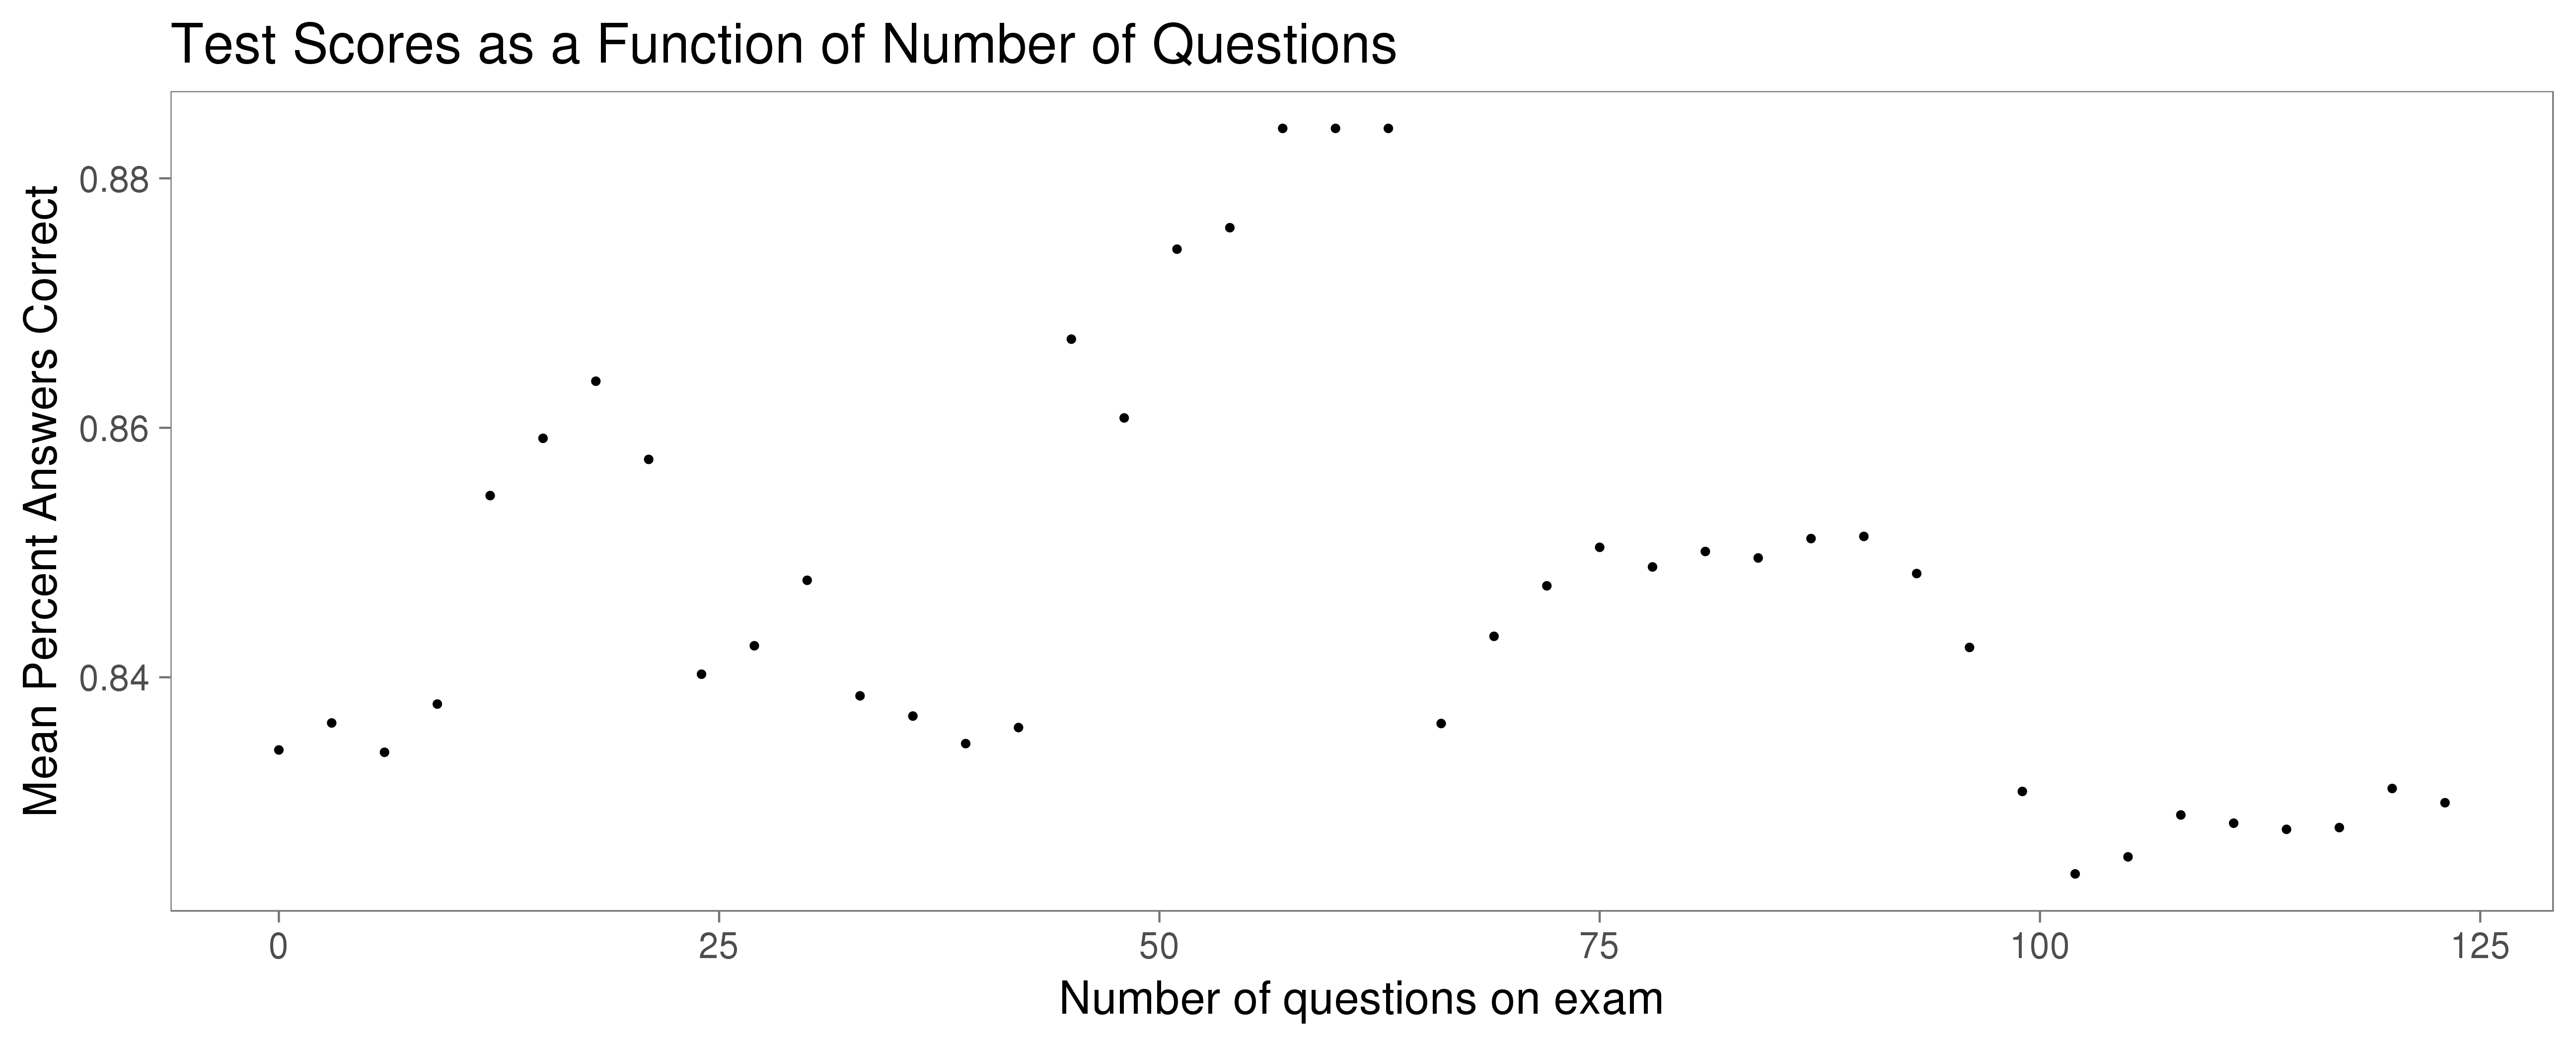 Test Scores as a Function of Number of Questions
Mean Percent Answers Correct
0.88
0.86
0.84
0 25 50 75 100 125
Number of questions on exam